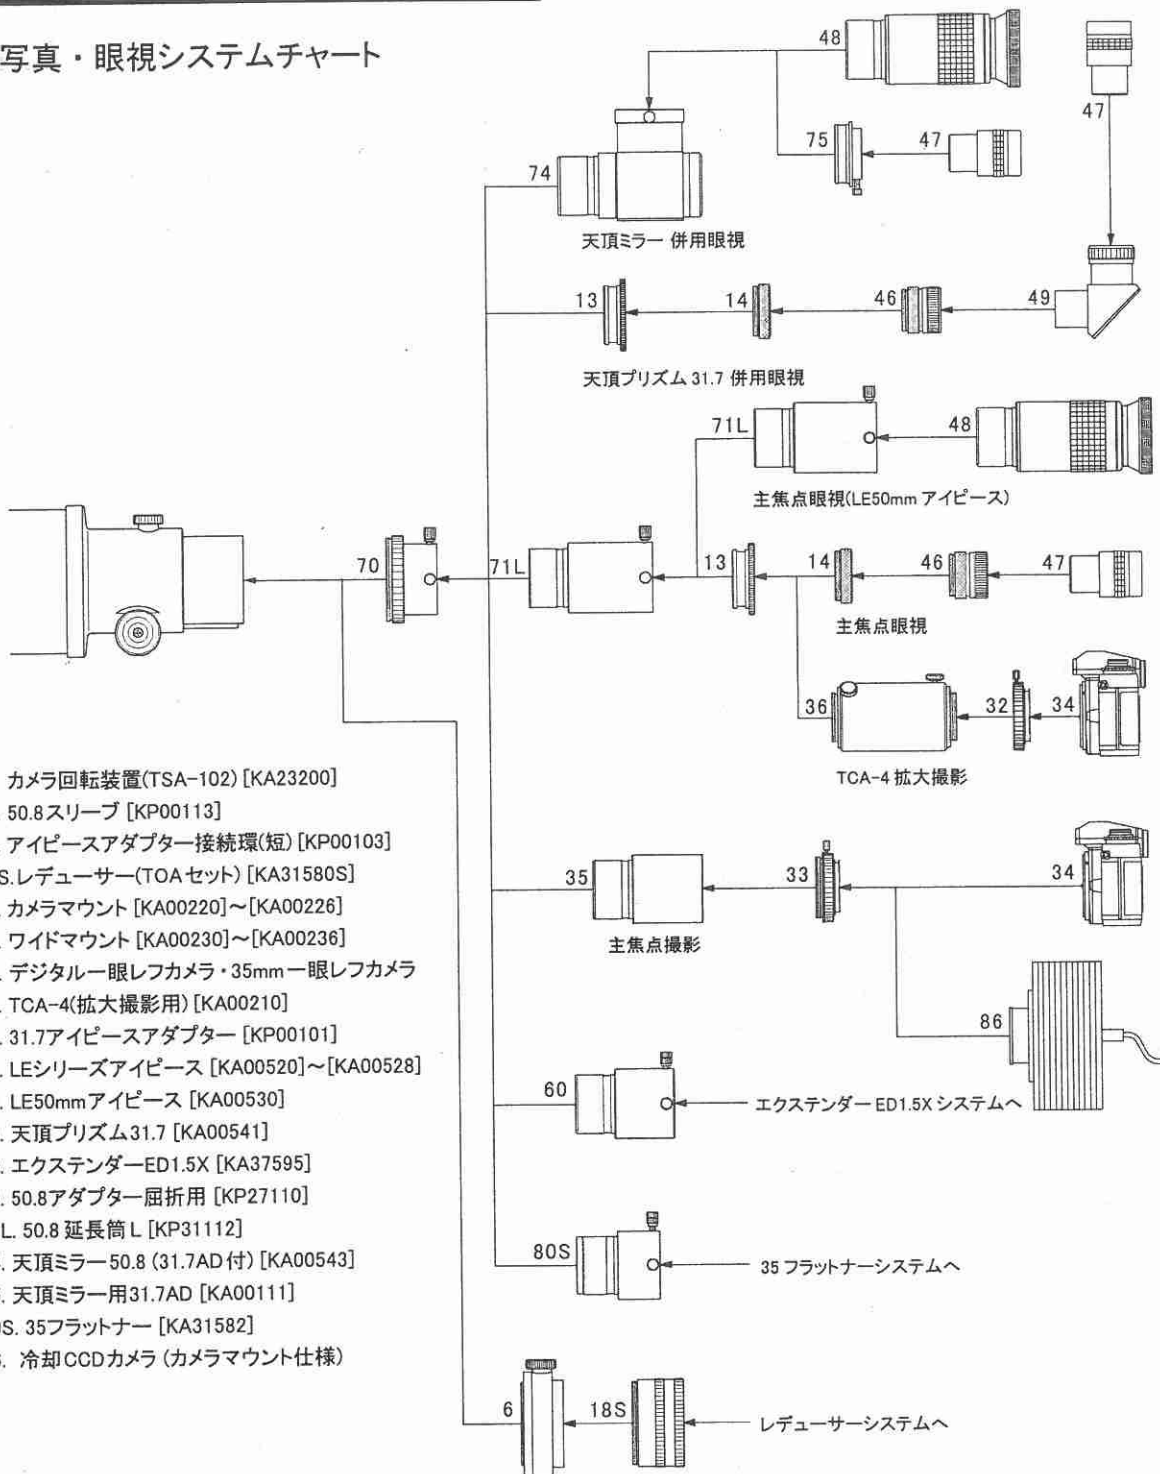 写真・眼視システムチャート
48
47
75
47
74
天頂ミラー 併用眼視
13
14
46
49
天頂プリズム 31.7 併用眼視
71L
48
主焦点眼視(LE50mm アイピース)
70
71L
13
14
46
47
主焦点眼視
36
32
34
TCA-4 拡大撮影
35
33
34
主焦点撮影
86
60
エクステンダー ED1.5X システムへ
80S
35 フラットナーシステムへ
6
18S
レデューサーシステムへ
カメラ回転装置(TSA-102) [KA23200]
50.8スリーブ [KP00113]
アイピースアダプター接続環(短) [KP00103]
S.レデューサー(TOAセット) [KA31580S]
. カメラマウント [KA00220]～[KA00226]
. ワイドマウント [KA00230]～[KA00236]
. デジタル一眼レフカメラ・35mm一眼レフカメラ
. TCA-4(拡大撮影用) [KA00210]
. 31.7アイピースアダプター [KP00101]
. LEシリーズアイピース [KA00520]～[KA00528]
. LE50mmアイピース [KA00530]
. 天頂プリズム31.7 [KA00541]
. エクステンダーED1.5X [KA37595]
. 50.8アダプター屈折用 [KP27110]
L. 50.8 延長筒 L [KP31112]
. 天頂ミラー50.8 (31.7AD付) [KA00543]
. 天頂ミラー用31.7AD [KA00111]
S. 35フラットナー [KA31582]
. 冷却CCDカメラ (カメラマウント仕様)